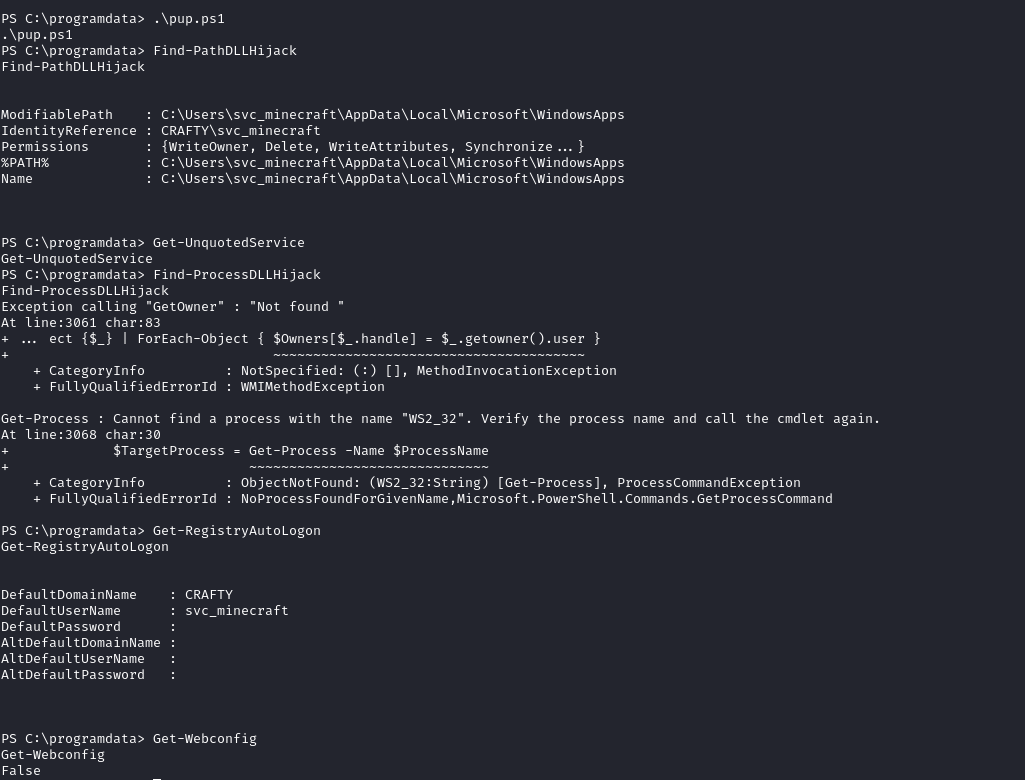 PS C:\programdata> .\pup.ps1
.\pup.ps1
PS C:\programdata> Find-PathDLLHijack
Find-PathDLLHijack
ModifiablePath    : C:\Users\svc_minecraft\AppData\Local\Microsoft\WindowsApps
IdentityReference : CRAFTY\svc_minecraft
Permissions       : {WriteOwner, Delete, WriteAttributes, Synchronize...}
%PATH%            : C:\Users\svc_minecraft\AppData\Local\Microsoft\WindowsApps
Name              : C:\Users\svc_minecraft\AppData\Local\Microsoft\WindowsApps
PS C:\programdata> Get-UnquotedService
Get-UnquotedService
PS C:\programdata> Find-ProcessDLLHijack
Find-ProcessDLLHijack
Exception calling "GetOwner" : "Not found "
At line:3061 char:83
+ ... ect {$_} | ForEach-Object { $Owners[$_.handle] = $_.getowner().user }
+                                 ~~~~~~~~~~~~~~~~~~~~~~~~~~~~~~~~~~~~~~~
    + CategoryInfo          : NotSpecified: (:) [], MethodInvocationException
    + FullyQualifiedErrorId : WMIMethodException
Get-Process : Cannot find a process with the name "WS2_32". Verify the process name and call the cmdlet again.
At line:3068 char:30
+             $TargetProcess = Get-Process -Name $ProcessName
+                              ~~~~~~~~~~~~~~~~~~~~~~~~~~~~~~
    + CategoryInfo          : ObjectNotFound: (WS2_32:String) [Get-Process], ProcessCommandException
    + FullyQualifiedErrorId : NoProcessFoundForGivenName,Microsoft.PowerShell.Commands.GetProcessCommand
PS C:\programdata> Get-RegistryAutoLogon
Get-RegistryAutoLogon
DefaultDomainName    : CRAFTY
DefaultUserName      : svc_minecraft
DefaultPassword      :
AltDefaultDomainName :
AltDefaultUserName   :
AltDefaultPassword   :
PS C:\programdata> Get-Webconfig
Get-Webconfig
False